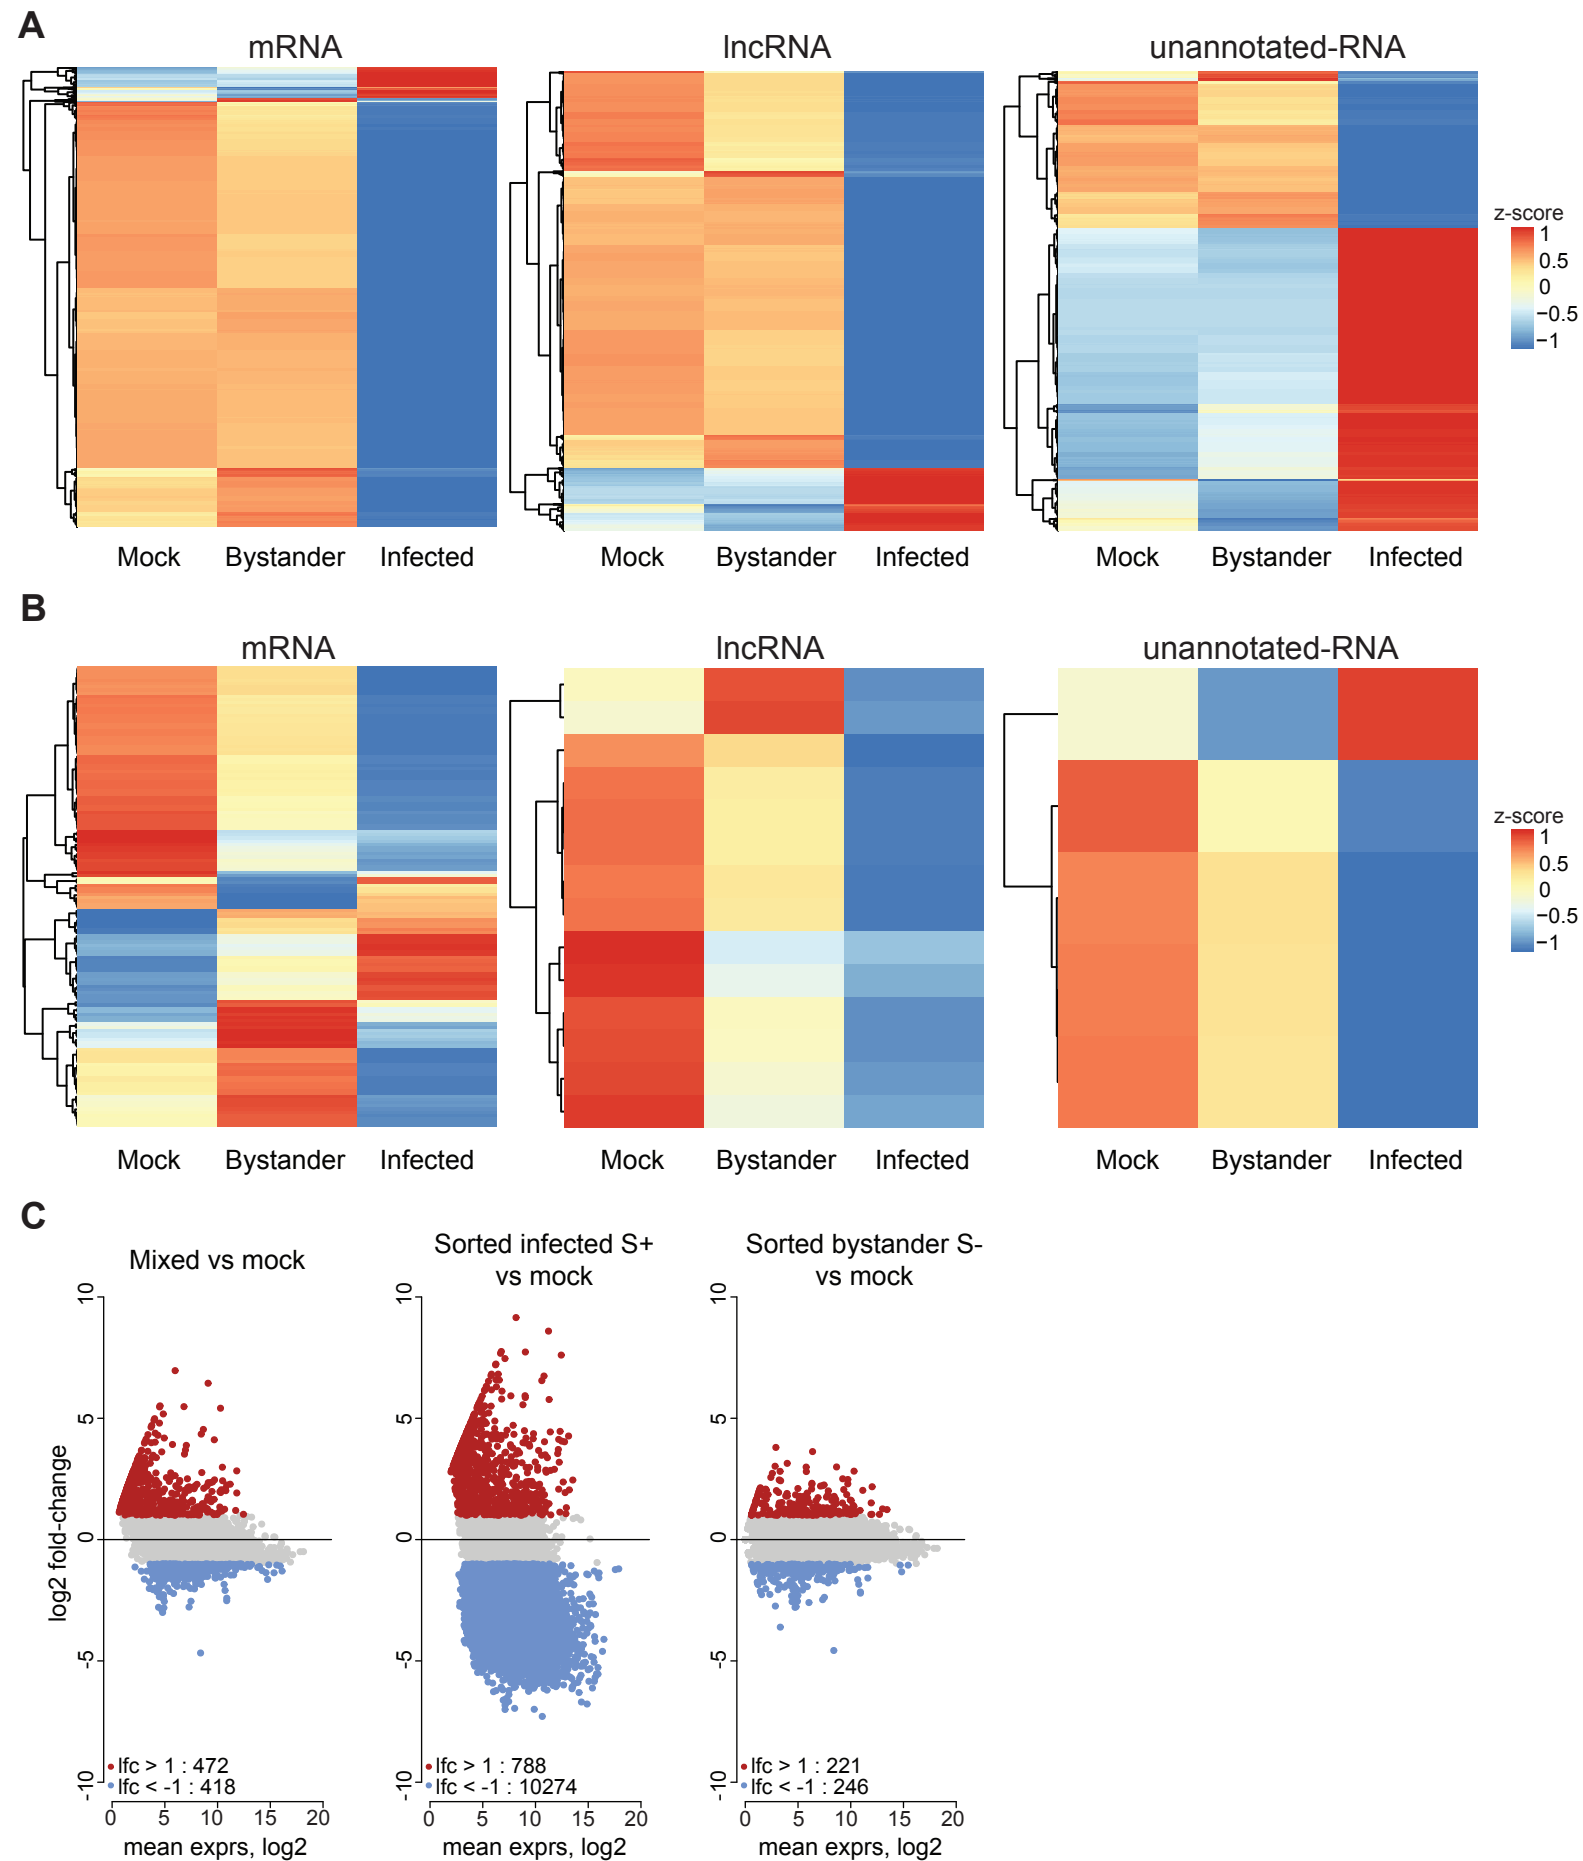 A
mRNA
lncRNA
unannotated-RNA
z-score
1
0.5
0
−0.5
−1
Mock Bystander Infected
Mock Bystander Infected
Mock Bystander Infected
B
mRNA
lncRNA
unannotated-RNA
z-score
1
0.5
0
−0.5
−1
Mock Bystander Infected
Mock Bystander Infected
Mock Bystander Infected
C
Mixed vs mock
log2 fold-change
10
5
0
-5
-10
lfc > 1 : 472
lfc < -1 : 418
0 5 10 15 20
mean exprs, log2
Sorted infected S+
vs mock
10
5
0
-5
-10
lfc > 1 : 788
lfc < -1 : 10274
0 5 10 15 20
mean exprs, log2
Sorted bystander S-
vs mock
10
5
0
-5
-10
lfc > 1 : 221
lfc < -1 : 246
0 5 10 15 20
mean exprs, log2